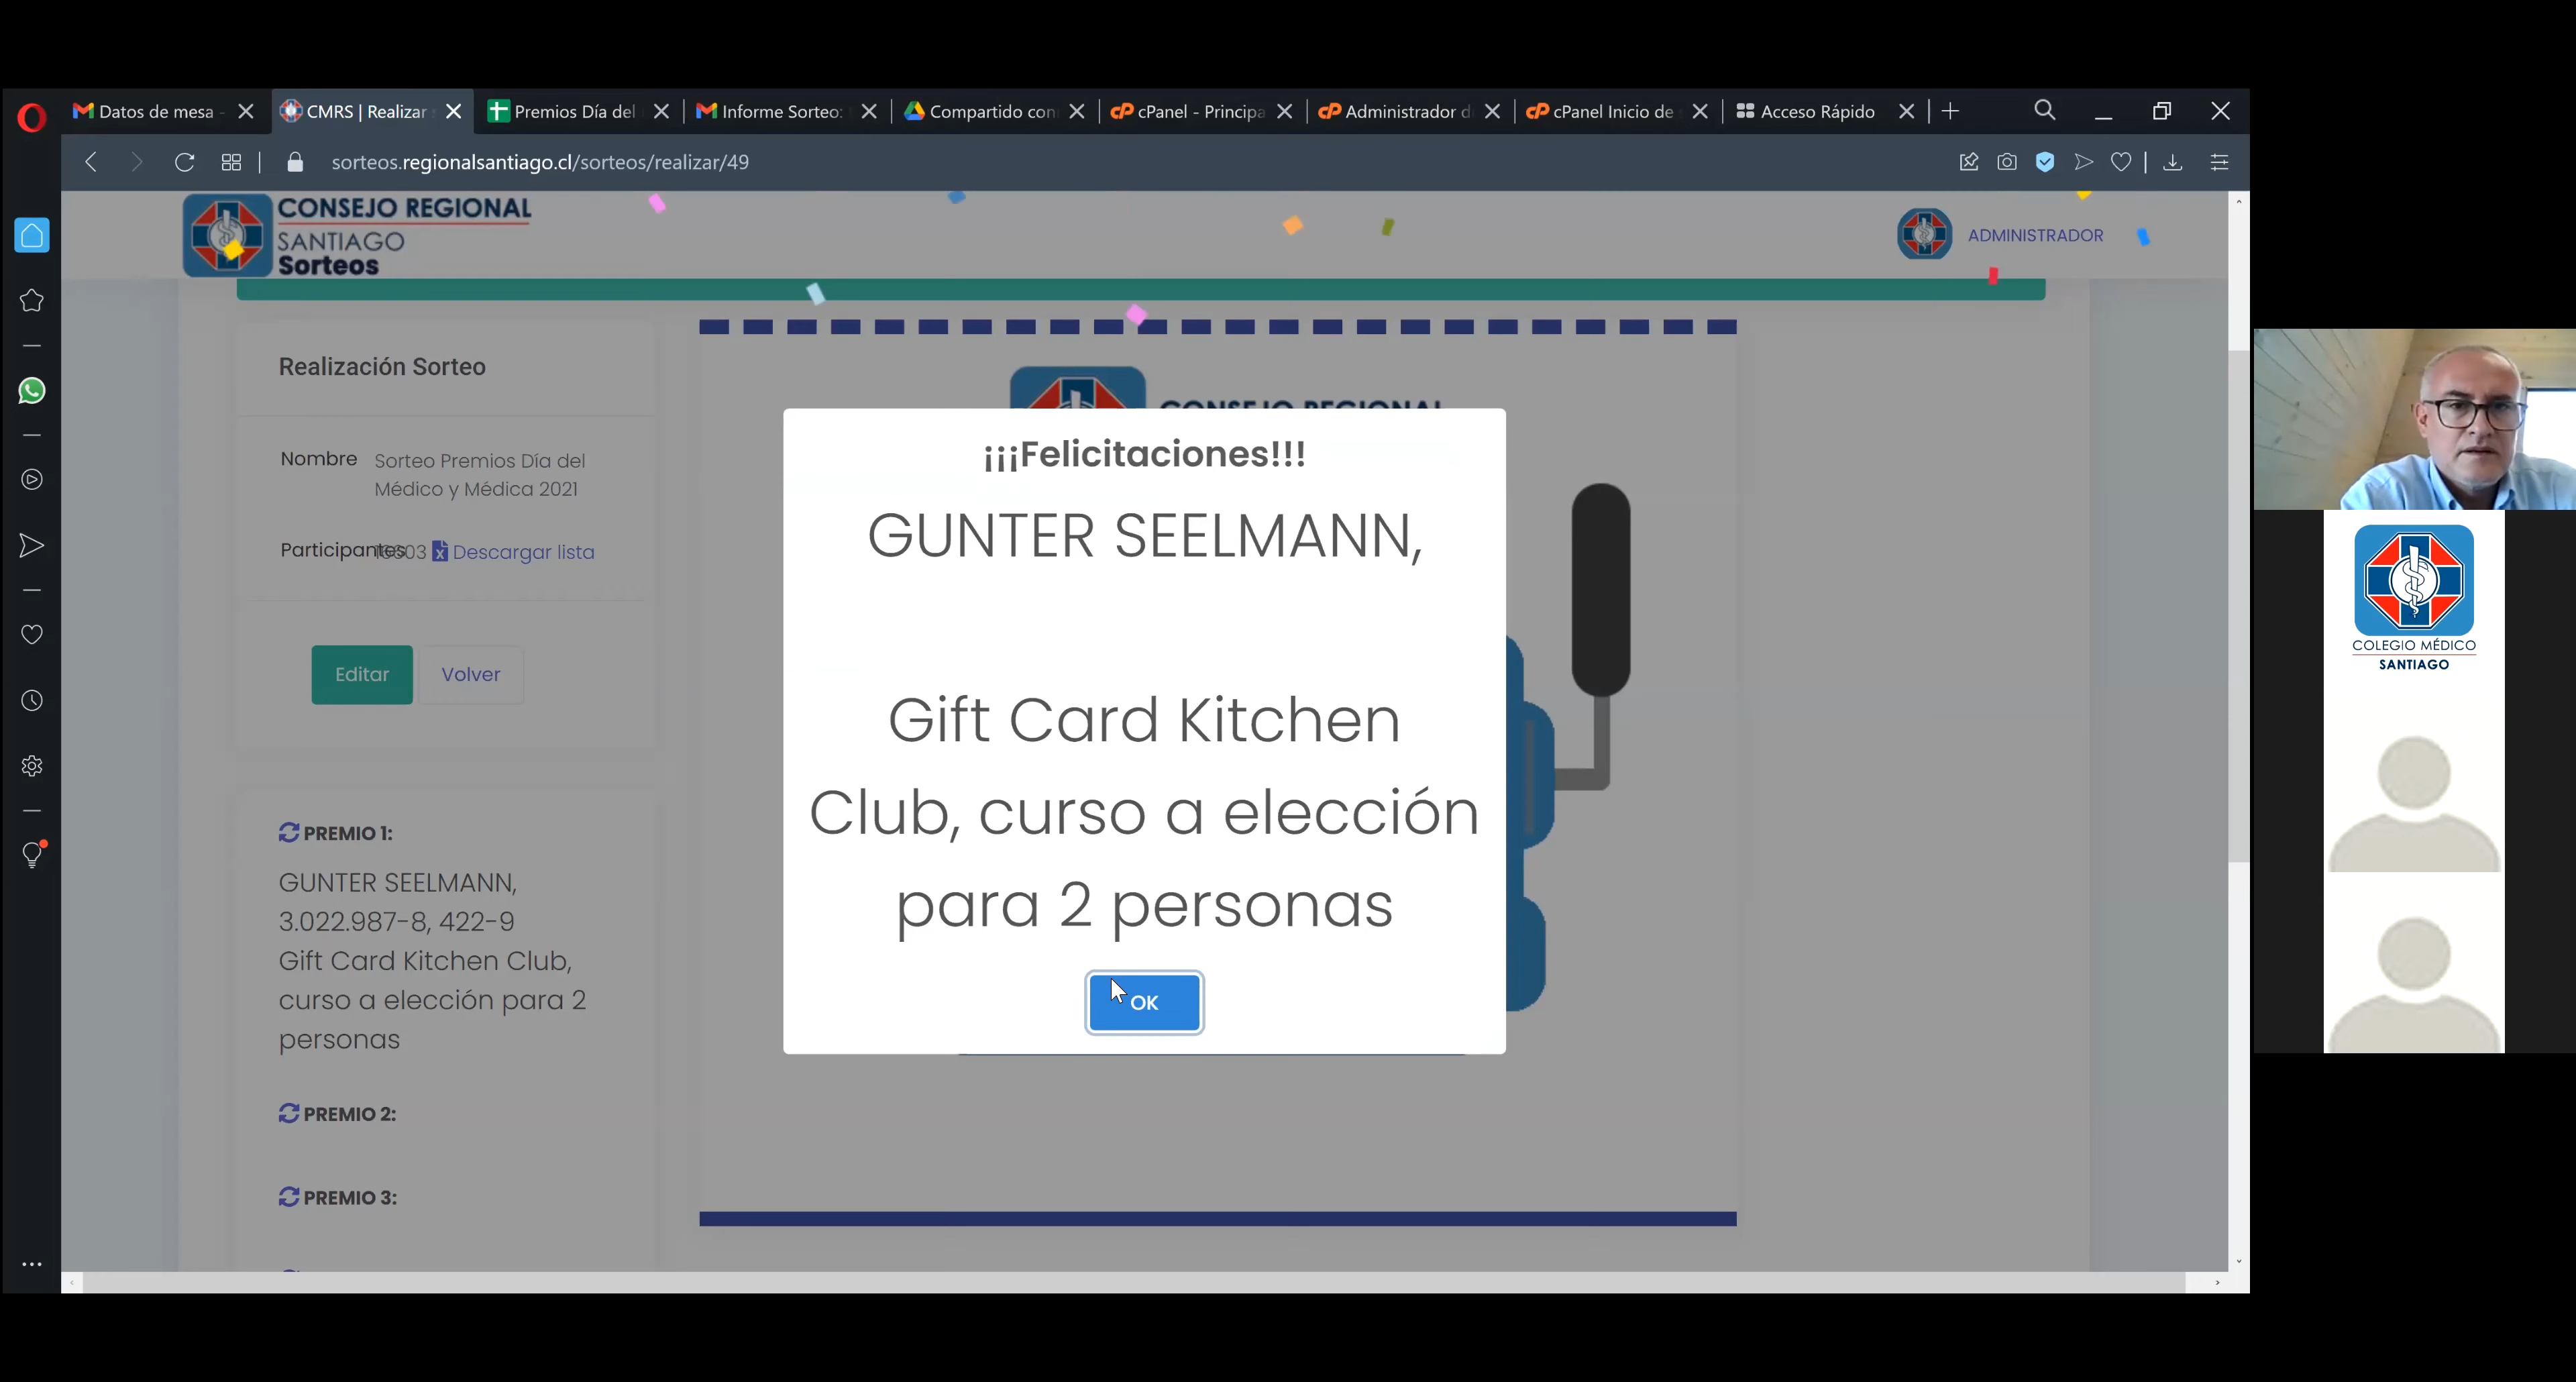 Datos de mesa -
CMRS | Realizar
Premios Día del
Informe Sorteo:
Compartido con
cPanel - Principa
Administrador d
cPanel Inicio de
Acceso Rápido
sorteos.regionalsantiago.cl/sorteos/realizar/49
CONSEJO REGIONAL
SANTIAGO
Sorteos
ADMINISTRADOR
Realización Sorteo
Nombre Sorteo Premios Día del
Médico y Médica 2021
Participantes Descargar lista
Editar Volver
PREMIO 1:
GUNTER SEELMANN,
3.022.987-8, 422-9
Gift Card Kitchen Club,
curso a elección para 2
personas
PREMIO 2:
PREMIO 3:
CONSEJO REGIONAL
¡¡¡Felicitaciones!!!
GUNTER SEELMANN,
Gift Card Kitchen
Club, curso a elección
para 2 personas
OK
COLEGIO MÉDICO
SANTIAGO